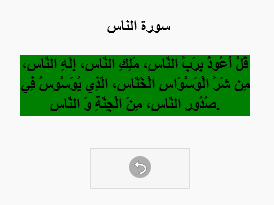 سورة الناس
قُلْ أَعُوذُ بِرَبِّ النَّاسِ، مَلِكِ النَّاسِ، إِلَهِ النَّاسِ،
مِن شَرِّ الْوَسْوَاسِ الْخَنَّاسِ، الَّذِي يُوَسْوِسُ فِي
صُدُورِ النَّاسِ، مِنَ الْجِنَّةِ وَ النَّاسِ.